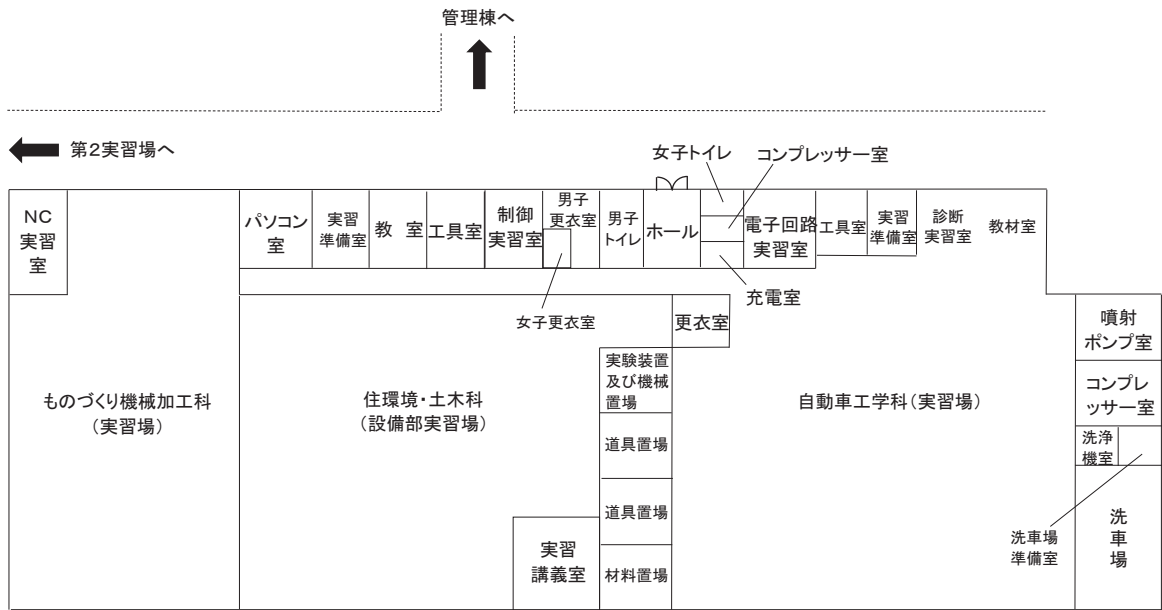 管理棟へ
第2実習場へ
女子トイレ
コンプレッサー室
NC
実習
室
パソコン
室
実習
準備室
教 室
工具室
制御
実習室
男子
更衣室
男子
トイレ
ホール
電子回路
実習室
工具室
実習
準備室
診断
実習室
教材室
女子更衣室
充電室
更衣室
噴射
ポンプ室
実験装置
及び機械
置場
コンプレ
ッサー室
ものづくり機械加工科
(実習場)
住環境・土木科
(設備部実習場)
自動車工学科(実習場)
道具置場
洗浄
機室
道具置場
実習
講義室
材料置場
洗車場
準備室
洗
車
場